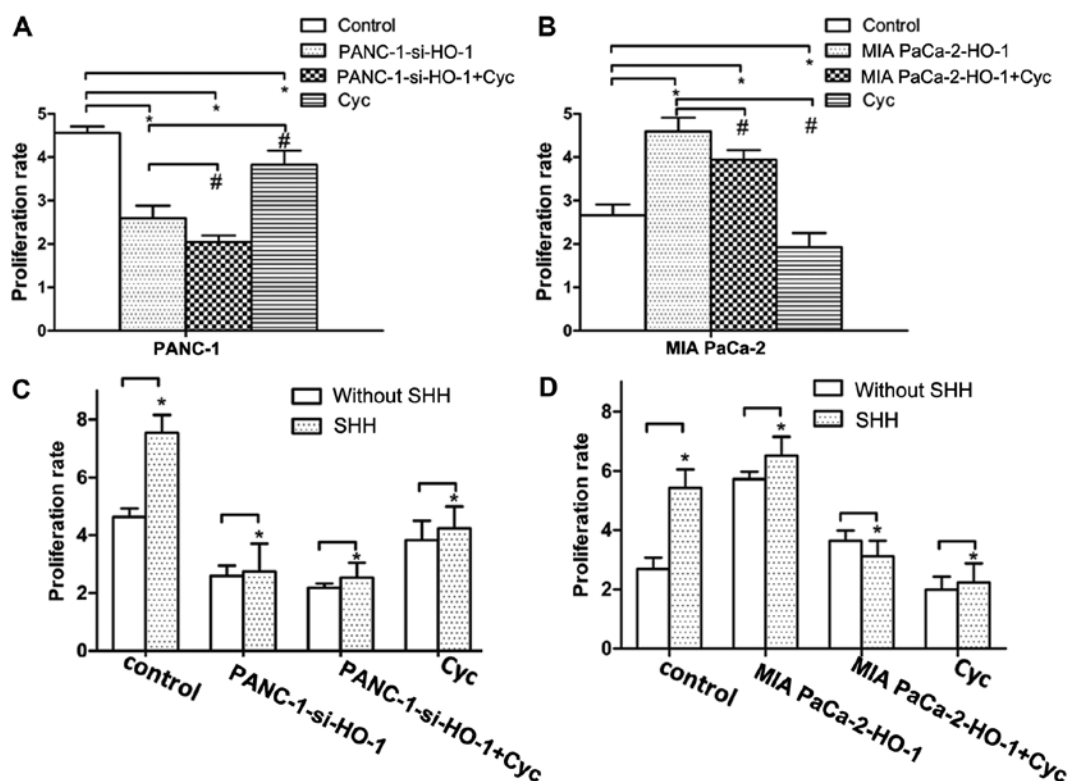 A
Control
PANC-1-si-HO-1
PANC-1-si-HO-1+Cyc
Cyc
*
*
*
#
#
Proliferation rate
5
4
3
2
1
0
PANC-1
B
Control
MIA PaCa-2-HO-1
MIA PaCa-2-HO-1+Cyc
Cyc
*
*
*
#
#
Proliferation rate
5
4
3
2
1
0
MIA PaCa-2
C
Without SHH
SHH
*
*
*
*
Proliferation rate
8
6
4
2
0
control
PANC-1-si-HO-1
PANC-1-si-HO-1+Cyc
Cyc
D
Without SHH
SHH
*
*
*
*
Proliferation rate
8
6
4
2
0
control
MIA PaCa-2-HO-1
MIA PaCa-2-HO-1+Cyc
Cyc